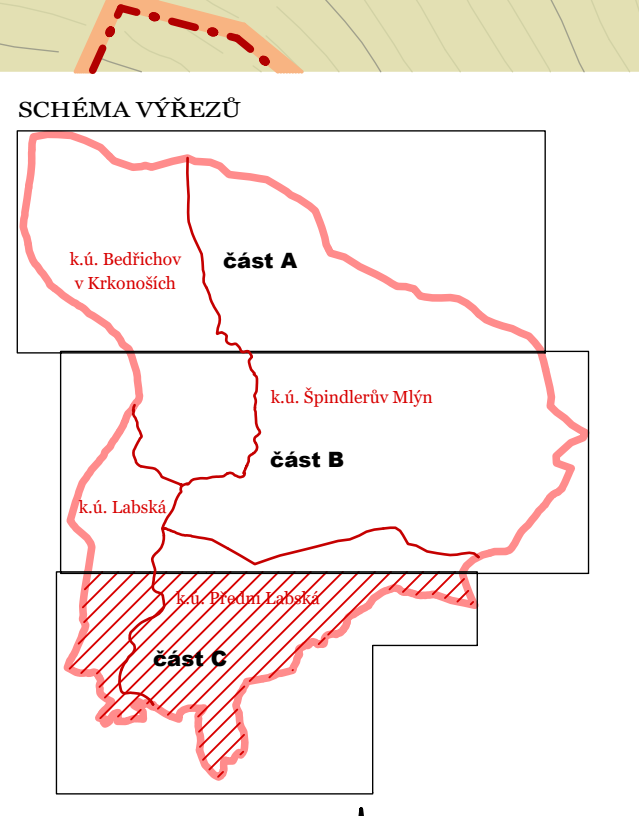 SCHÉMA VÝŘEZŮ
k.ú. Bedřichov
v Krkonoších
část A
k.ú. Špindlerův Mlýn
část B
k.ú. Labská
k.ú. Přední Labská
část C